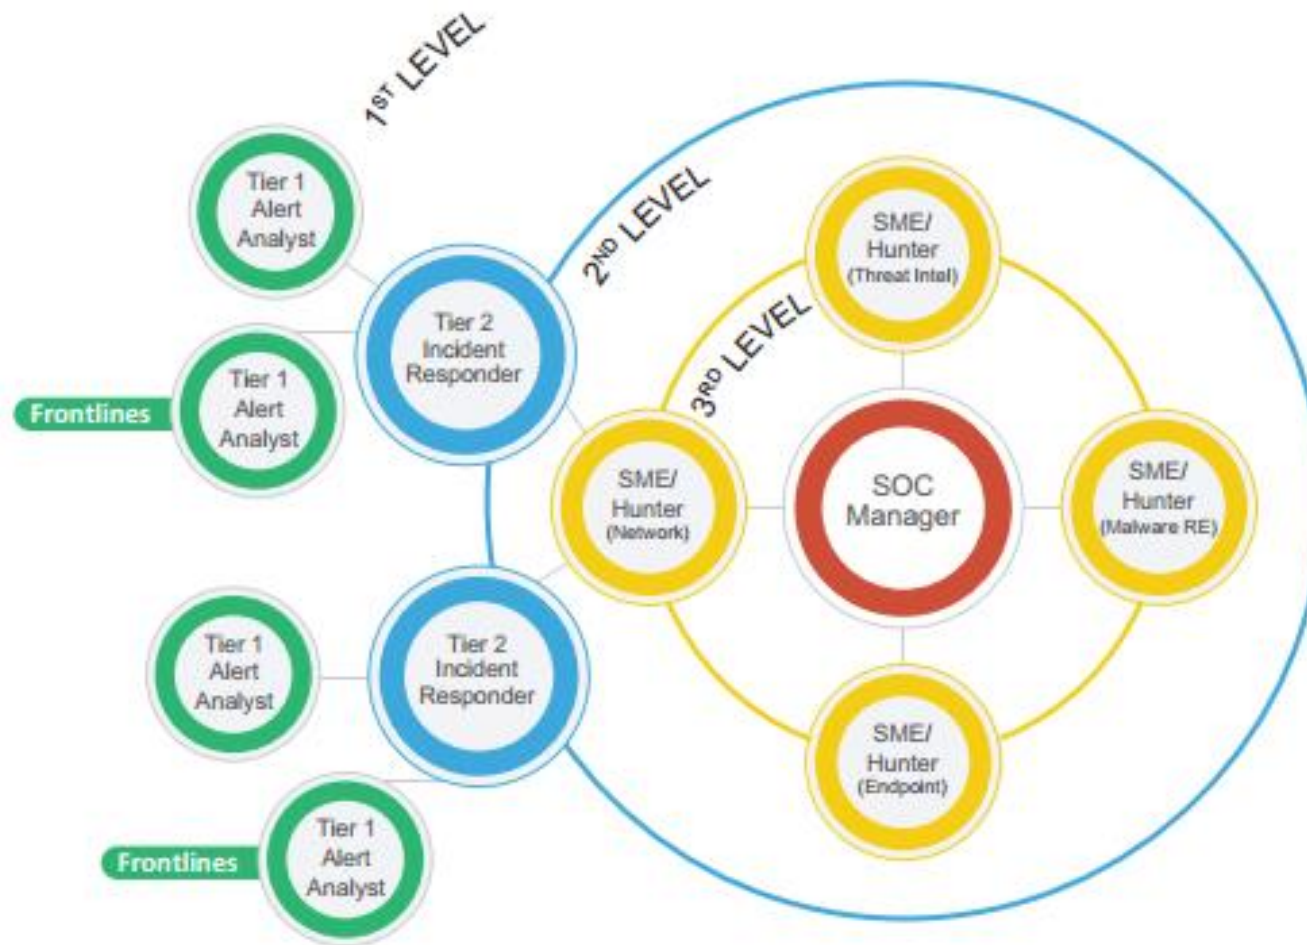 1ST LEVEL
Tier 1
Alert
Analyst
2ND LEVEL
SME/
Hunter
(Threat Intel)
Tier 2
Incident
Responder
3RD LEVEL
Tier 1
Alert
Analyst
Frontlines
SME/
Hunter
(Network)
SOC
Manager
SME/
Hunter
(Malware RE)
Tier 1
Alert
Analyst
Tier 2
Incident
Responder
SME/
Hunter
(Endpoint)
Tier 1
Alert
Analyst
Frontlines